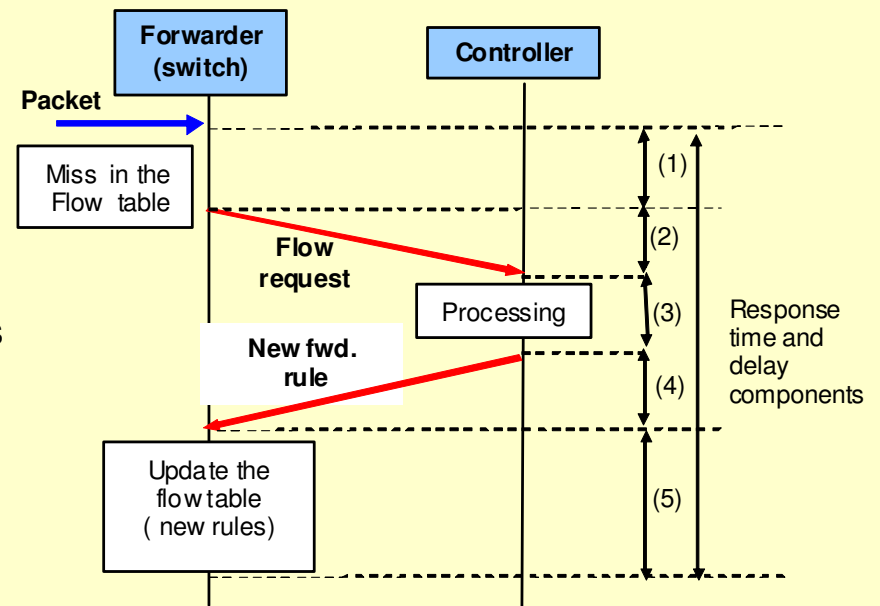 Forwarder
(switch)
Controller
Packet
Miss in the
Flow table
(1)
(2)
Flow
request
Processing
(3)
Response
time and
delay
components
s
New fwd.
rule
(4)
Update the
flow table
( new rules)
(5)